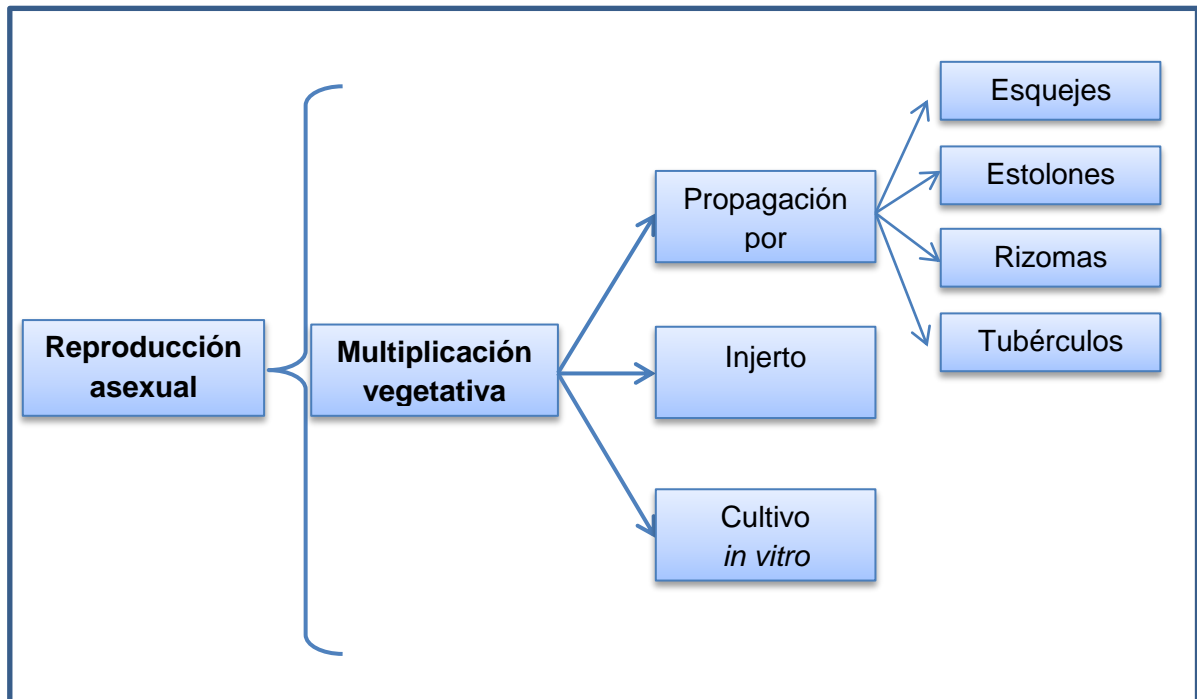 Reproducción
asexual
Multiplicación
vegetativa
Propagación
por
Esquejes
Estolones
Rizomas
Tubérculos
Injerto
Cultivo
in vitro